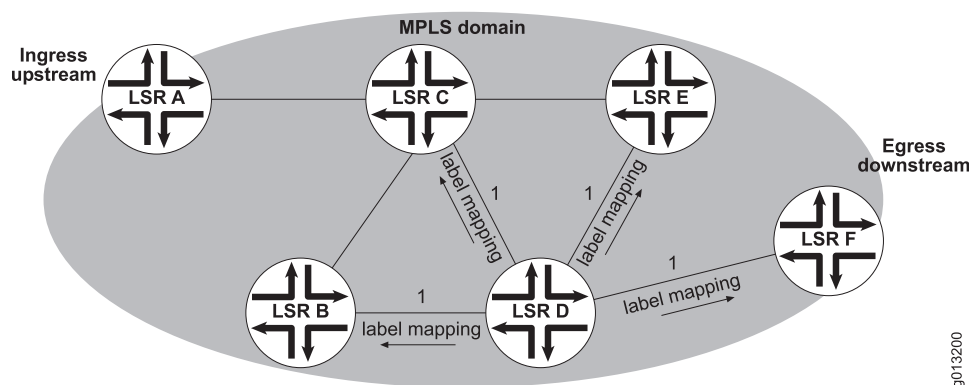 MPLS domain
Ingress
upstream
LSR A
LSR C
LSR E
Egress
downstream
label mapping
1
1
label mapping
LSR F
1
label mapping
LSR B
1
label mapping
LSR D
g013200